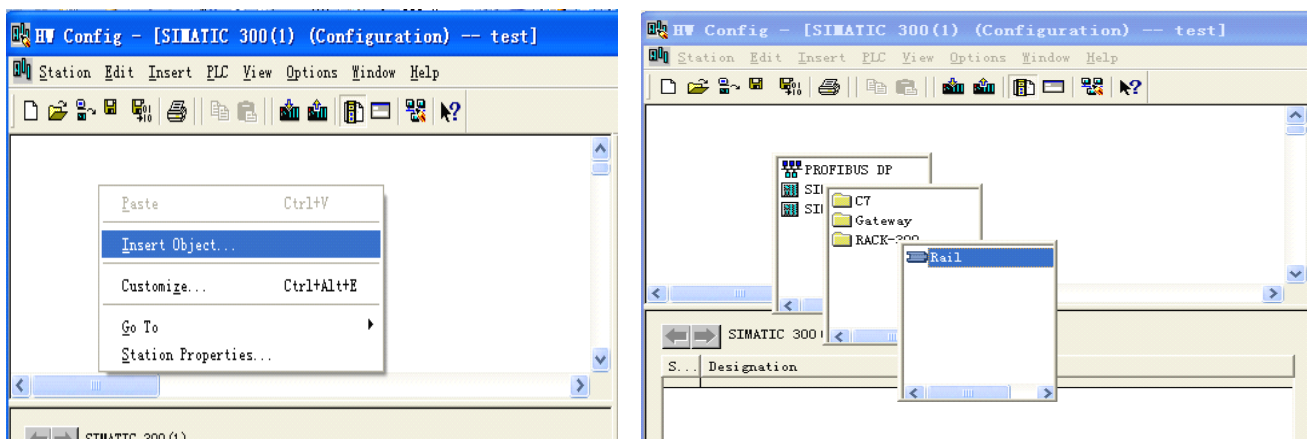 HW Config - [SIMATIC 300(1) (Configuration) -- test]
Station Edit Insert PLC View Options Window Help
Paste Ctrl+V
Insert Object...
Customize... Ctrl+Alt+E
Go To
Station Properties...
SIMATIC 300(1)
HW Config - [SIMATIC 300(1) (Configuration) -- test]
Station Edit Insert PLC View Options Window Help
PROFIBUS DP
SI
SI
C7
Gateway
RACK-300
Rail
SIMATIC 300
S... Designation